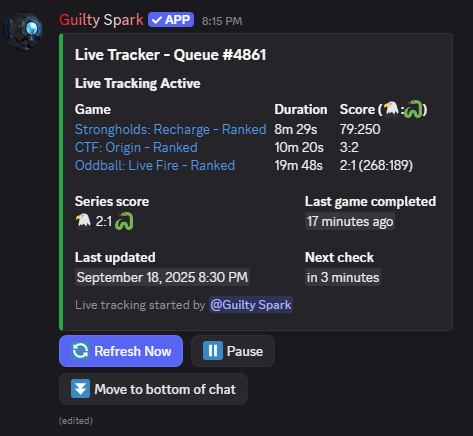 Guilty Spark ✓ APP 8:15 PM
Live Tracker - Queue #4861
Live Tracking Active
Game Duration Score (🦅:🐍)
Strongholds: Recharge - Ranked 8m 29s 79:250
CTF: Origin - Ranked 10m 20s 3:2
Oddball: Live Fire - Ranked 19m 48s 2:1 (268:189)
Series score Last game completed
🦅 2:1 🐍 17 minutes ago
Last updated Next check
September 18, 2025 8:30 PM in 3 minutes
Live tracking started by @Guilty Spark
Refresh Now Pause
Move to bottom of chat
(edited)